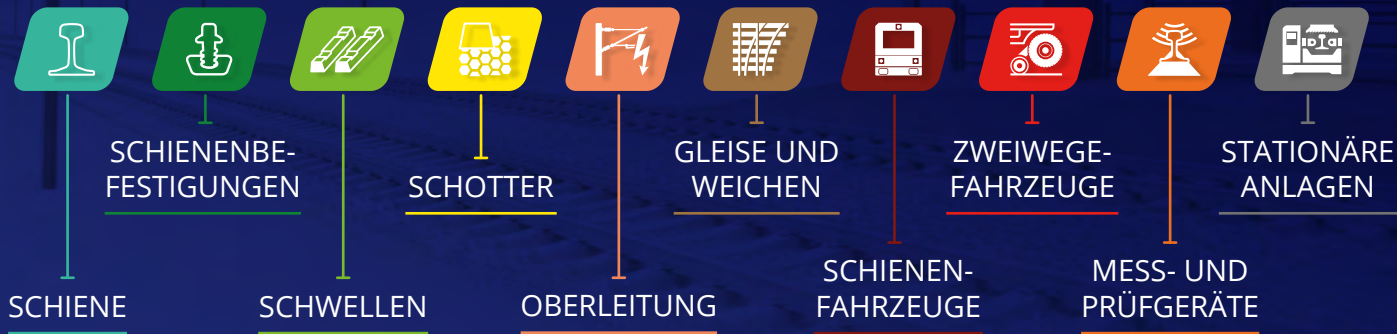 SCHIENENBE-
FESTIGUNGEN
SCHOTTER
GLEISE UND
WEICHEN
ZWEIWEGE-
FAHRZEUGE
STATIONÄRE
ANLAGEN
SCHIENE
SCHWELLEN
OBERLEITUNG
SCHIENEN-
FAHRZEUGE
MESS- UND
PRÜFGERÄTE